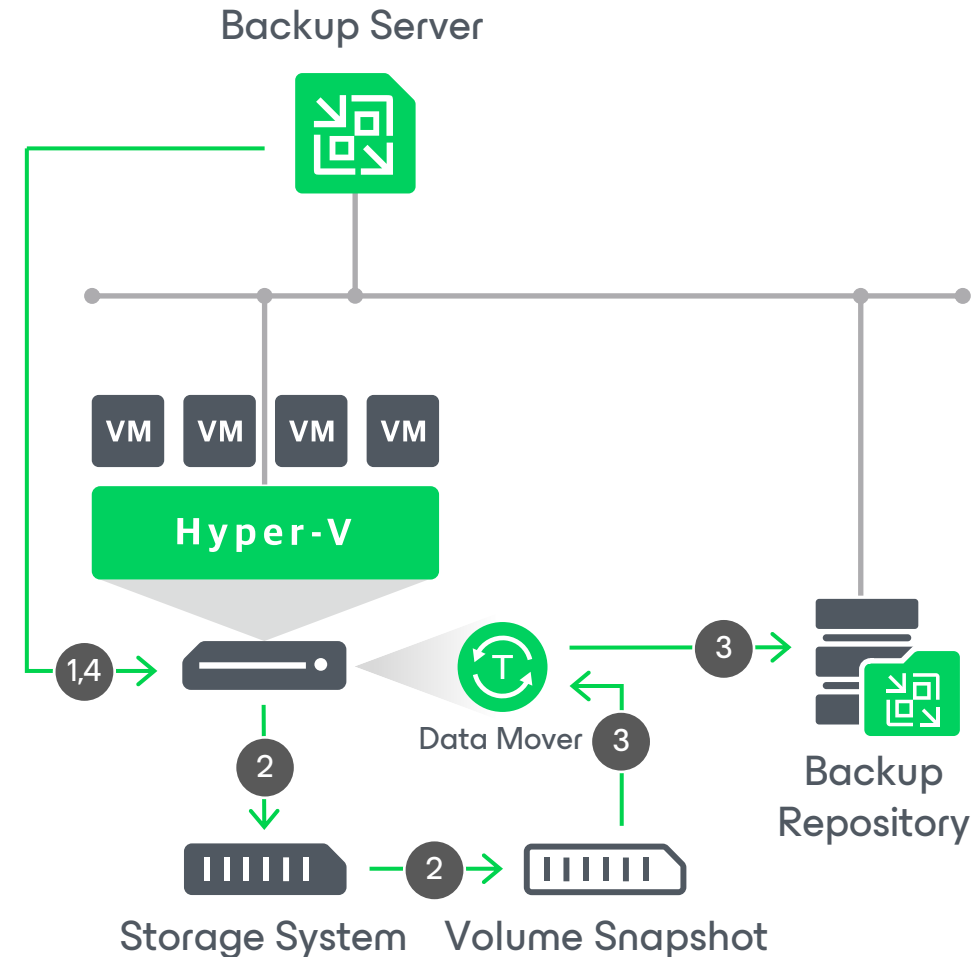 Backup Server
VM VM VM VM
Hyper-V
1,4
T
3
Data Mover
3
2
Backup
Repository
2
Storage System
Volume Snapshot